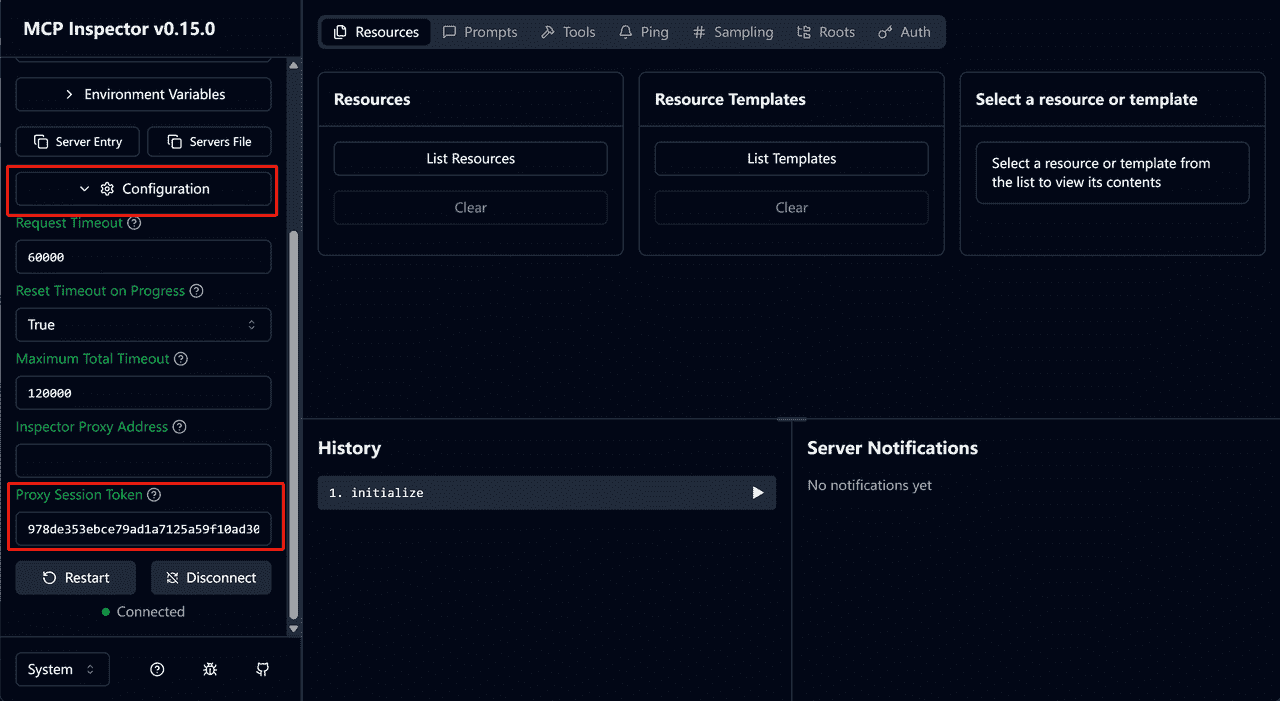 MCP Inspector v0.15.0
Environment Variables
Server Entry
Servers File
Configuration
Request Timeout
60000
Reset Timeout on Progress
True
Maximum Total Timeout
120000
Inspector Proxy Address
Proxy Session Token
978de353ebce79ad1a7125a59f10ad30
Restart
Disconnect
Connected
System
Resources
Prompts
Tools
Ping
Sampling
Roots
Auth
Resources
List Resources
Clear
Resource Templates
List Templates
Clear
Select a resource or template
Select a resource or template from
the list to view its contents
History
1. initialize
Server Notifications
No notifications yet